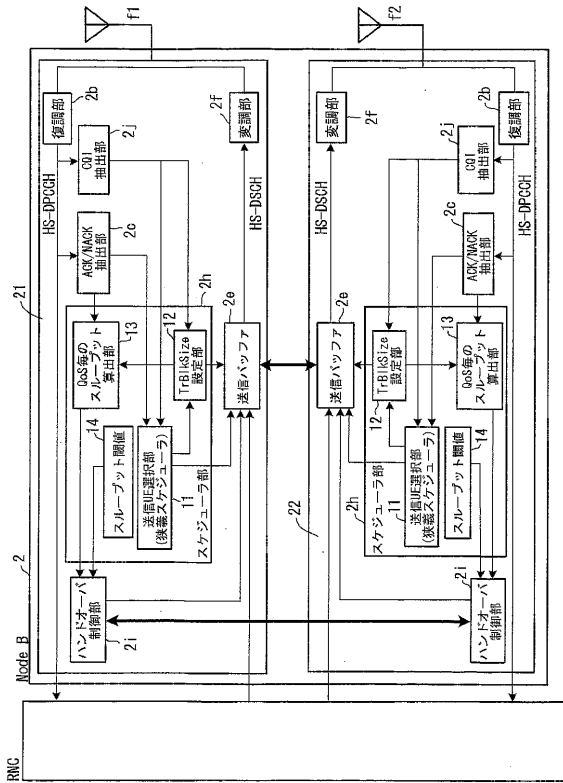 RNC
Node B
2
21
HS-DPCCH
復調部
2b
CQI
抽出部
2j
ACK/NACK
抽出部
2c
2h
QoS毎の
スループット
算出部
13
12
TrBlkSize
設定部
14
スループット閾値
送信UE選択部
(狭義スケジューラ)
11
スケジューラ部
ハンドオーバ
制御部
2i
送信バッファ
2e
HS-DSCH
変調部
2f
f1
22
HS-DSCH
変調部
2f
f2
送信バッファ
2e
2h
スケジューラ部
TrBlkSize
設定部
12
送信UE選択部
(狭義スケジューラ)
11
スループット閾値
14
QoS毎の
スループット
算出部
13
ハンドオーバ
制御部
2i
ACK/NACK
抽出部
2c
CQI
抽出部
2j
復調部
2b
HS-DPCCH